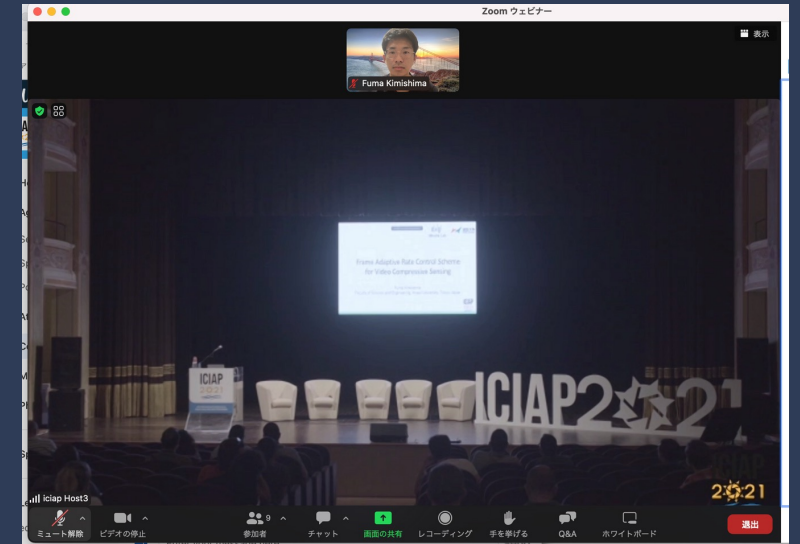 Zoom ウェビナー
表示
Fuma Kimishima
Frame Adaptive Rate Control Scheme
for Video Compressive Sensing
ICIAP
2021
ICIAP2021
iciap Host3
2021
ミュート解除
ビデオの停止
9
参加者
チャット
画面の共有
レコーディング
手を挙げる
Q&A
ホワイトボード
退出